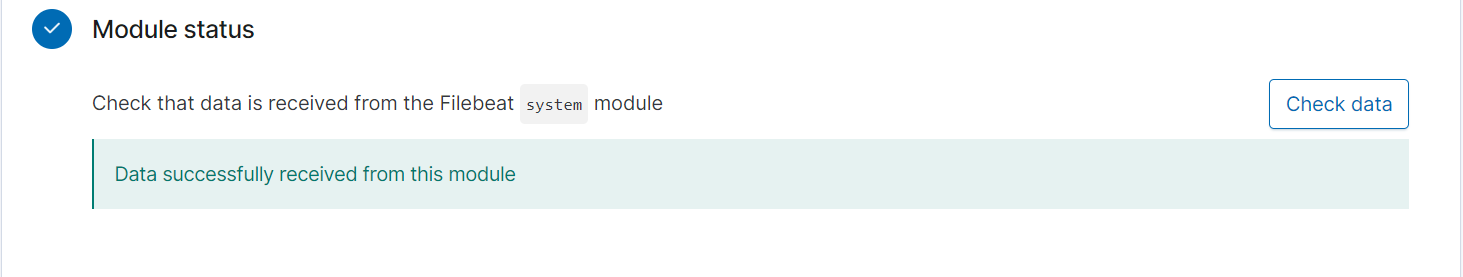 Module status
Check that data is received from the Filebeat system module
Check data
Data successfully received from this module